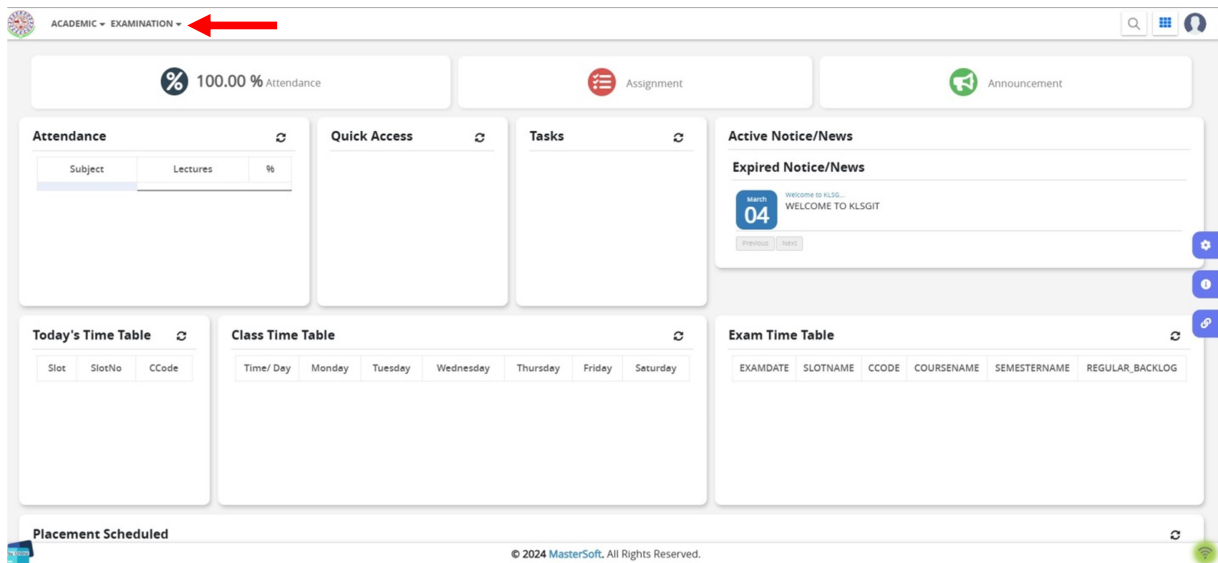 ACADEMIC EXAMINATION
100.00 % Attendance
Assignment
Announcement
Attendance
Subject Lectures %
Quick Access
Tasks
Active Notice/News
Expired Notice/News
March
04
Welcome to KLSG...
WELCOME TO KLSGIT
Previous Next
Today's Time Table
Slot SlotNo CCode
Class Time Table
Time/ Day Monday Tuesday Wednesday Thursday Friday Saturday
Exam Time Table
EXAMDATE SLOTNAME CCODE COURSENAME SEMESTERNAME REGULAR_BACKLOG
Placement Scheduled
© 2024 MasterSoft. All Rights Reserved.